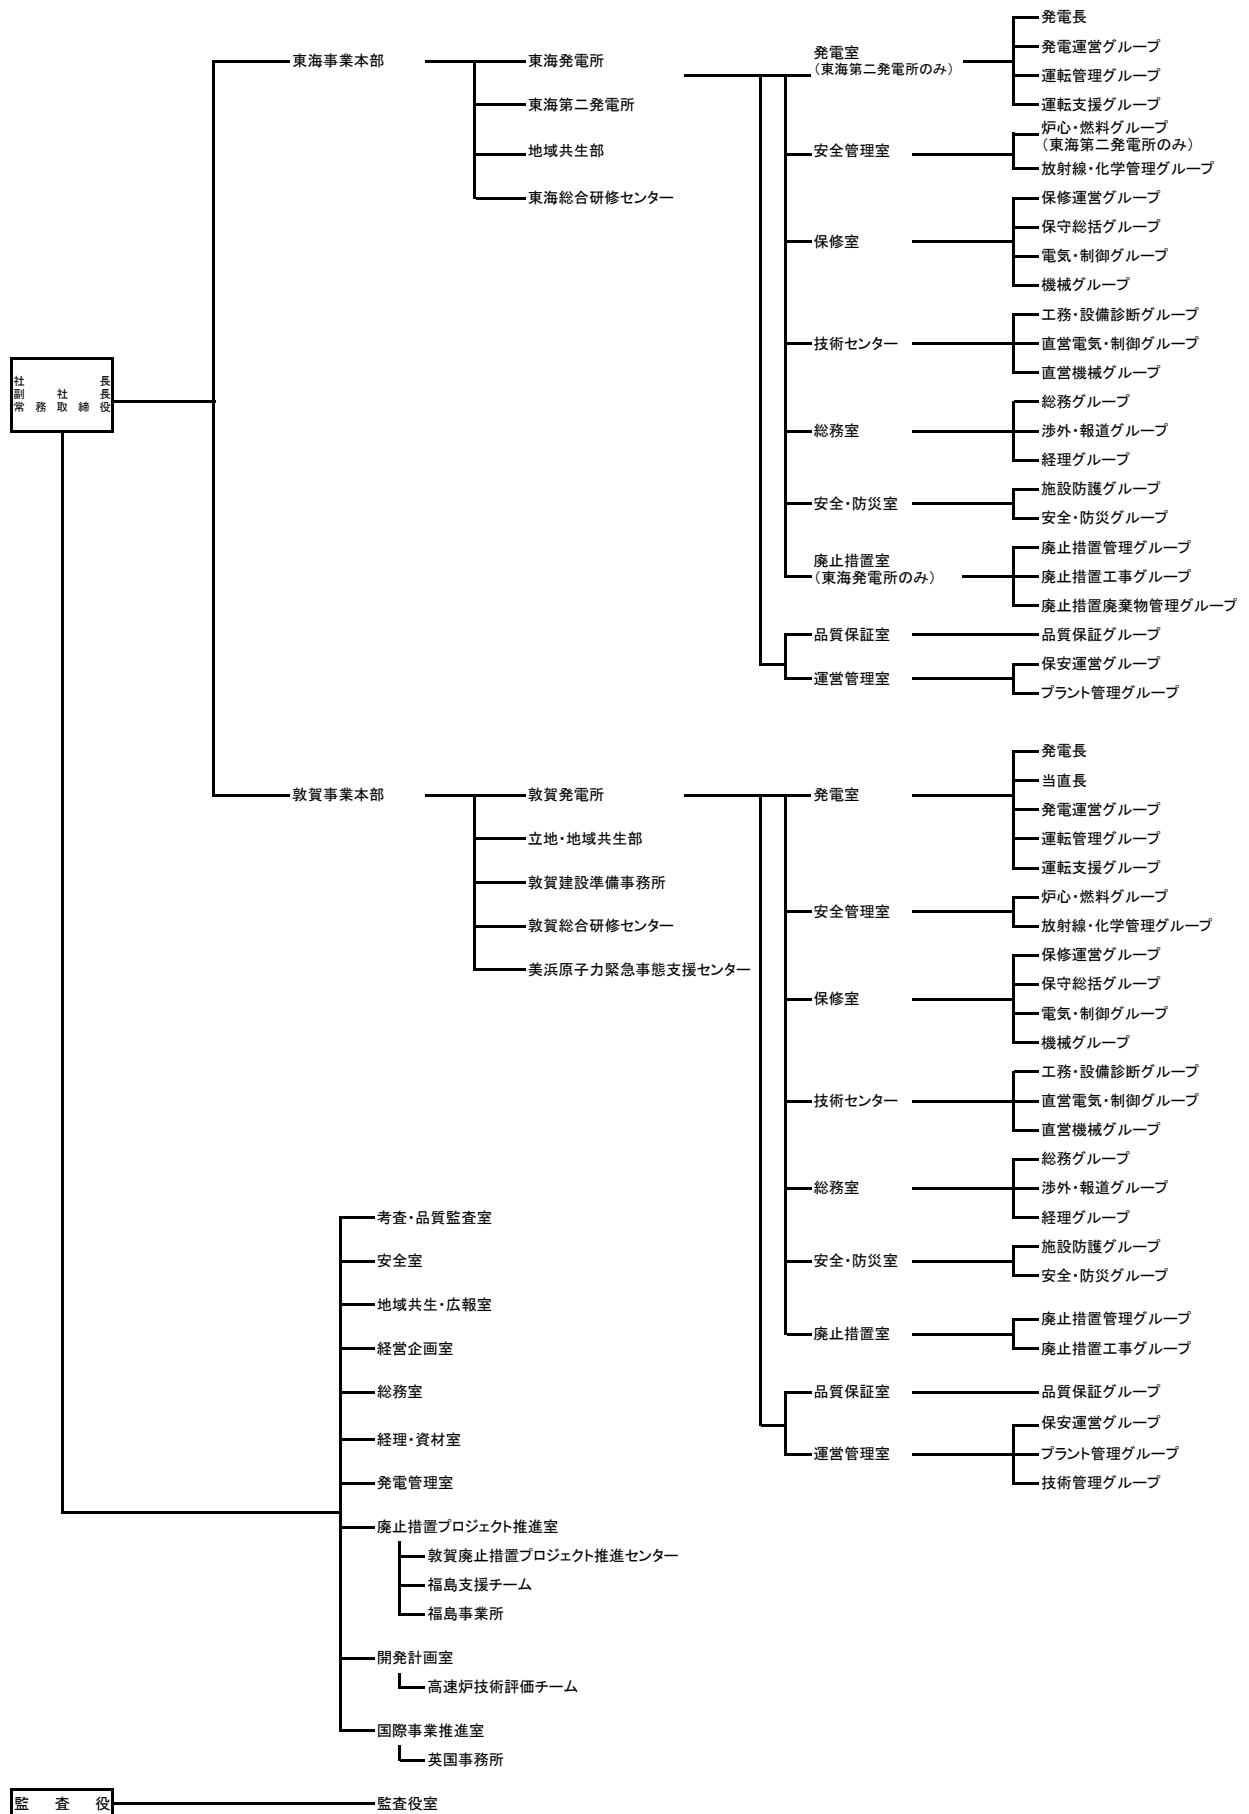 社長
副社長
常務取締役
東海事業本部
東海発電所
東海第二発電所
地域共生部
東海総合研修センター
発電室
（東海第二発電所のみ）
発電長
発電運営グループ
運転管理グループ
運転支援グループ
安全管理室
炉心・燃料グループ
（東海第二発電所のみ）
放射線・化学管理グループ
保修室
保修運営グループ
保守総括グループ
電気・制御グループ
機械グループ
技術センター
工務・設備診断グループ
直営電気・制御グループ
直営機械グループ
総務室
総務グループ
渉外・報道グループ
経理グループ
安全・防災室
施設防護グループ
安全・防災グループ
廃止措置室
（東海発電所のみ）
廃止措置管理グループ
廃止措置工事グループ
廃止措置廃棄物管理グループ
品質保証室
品質保証グループ
運営管理室
保安運営グループ
プラント管理グループ
敦賀事業本部
敦賀発電所
立地・地域共生部
敦賀建設準備事務所
敦賀総合研修センター
美浜原子力緊急事態支援センター
発電室
発電長
当直長
発電運営グループ
運転管理グループ
運転支援グループ
安全管理室
炉心・燃料グループ
放射線・化学管理グループ
保修室
保修運営グループ
保守総括グループ
電気・制御グループ
機械グループ
技術センター
工務・設備診断グループ
直営電気・制御グループ
直営機械グループ
総務室
総務グループ
渉外・報道グループ
経理グループ
安全・防災室
施設防護グループ
安全・防災グループ
廃止措置室
廃止措置管理グループ
廃止措置工事グループ
品質保証室
品質保証グループ
運営管理室
保安運営グループ
プラント管理グループ
技術管理グループ
考査・品質監査室
安全室
地域共生・広報室
経営企画室
総務室
経理・資材室
発電管理室
廃止措置プロジェクト推進室
敦賀廃止措置プロジェクト推進センター
福島支援チーム
福島事業所
開発計画室
高速炉技術評価チーム
国際事業推進室
英国事務所
監査役
監査役室